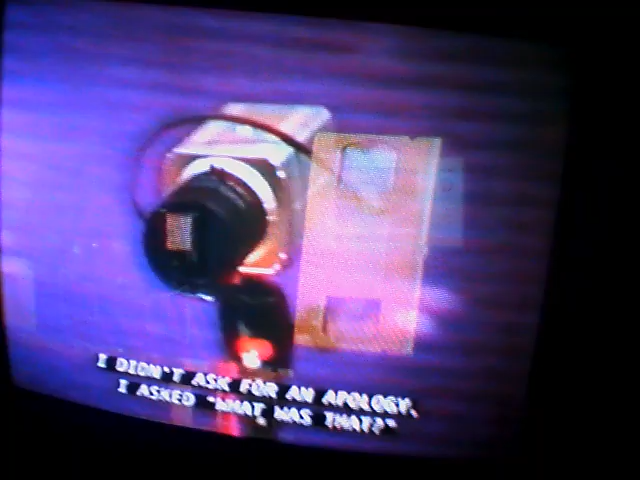 I DIDN'T ASK FOR AN APOLOGY.
I ASKED "WHAT WAS THAT?"